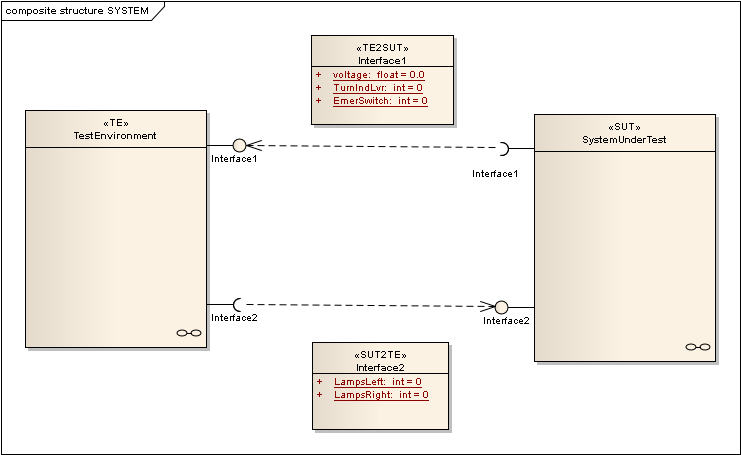 composite structure SYSTEM
«TE2SUT»
Interface1
+ voltage: float = 0.0
+ TurnIndLvr: int = 0
+ EmerSwitch: int = 0
«TE»
TestEnvironment
«SUT»
SystemUnderTest
Interface1
Interface1
Interface2
Interface2
«SUT2TE»
Interface2
+ LampsLeft: int = 0
+ LampsRight: int = 0